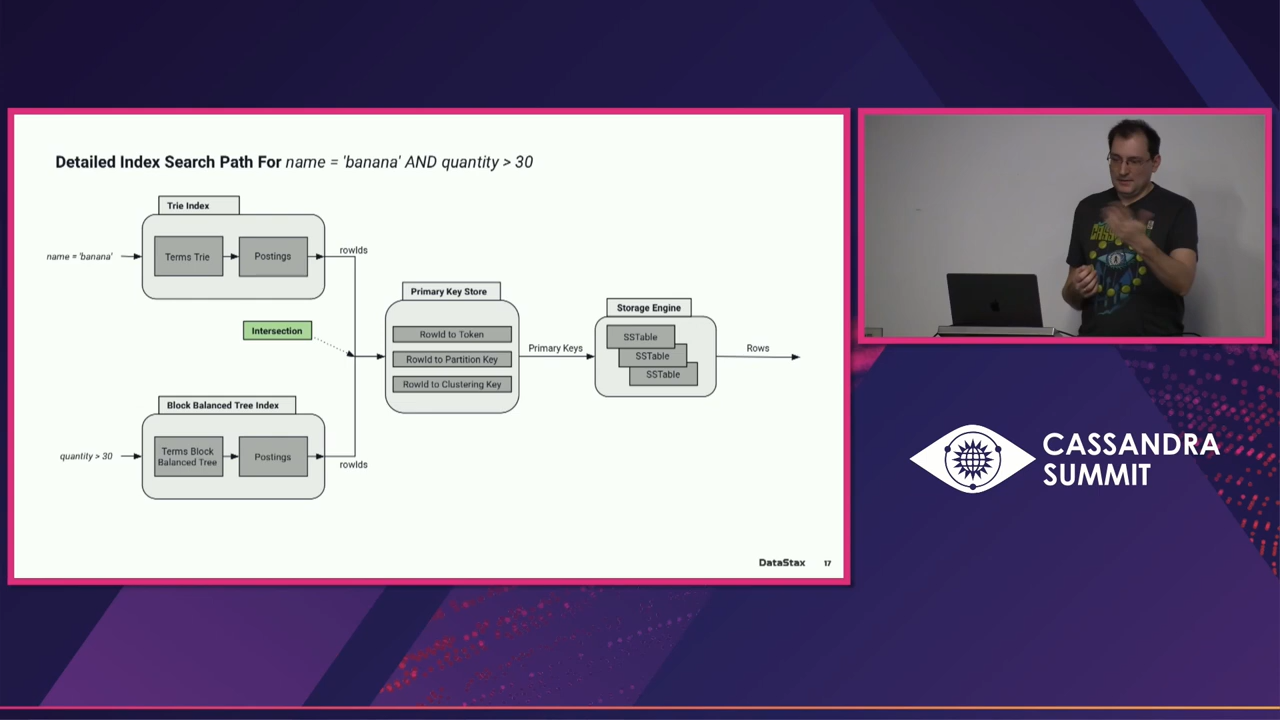 Detailed Index Search Path For name = 'banana' AND quantity > 30
Trie Index
name = 'banana'
Terms Trie
Postings
rowIds
Intersection
Primary Key Store
RowId to Token
RowId to Partition Key
RowId to Clustering Key
Primary Keys
Storage Engine
SSTable
SSTable
SSTable
Rows
Block Balanced Tree Index
quantity > 30
Terms Block
Balanced Tree
Postings
rowIds
DataStax
17
CASSANDRA
SUMMIT